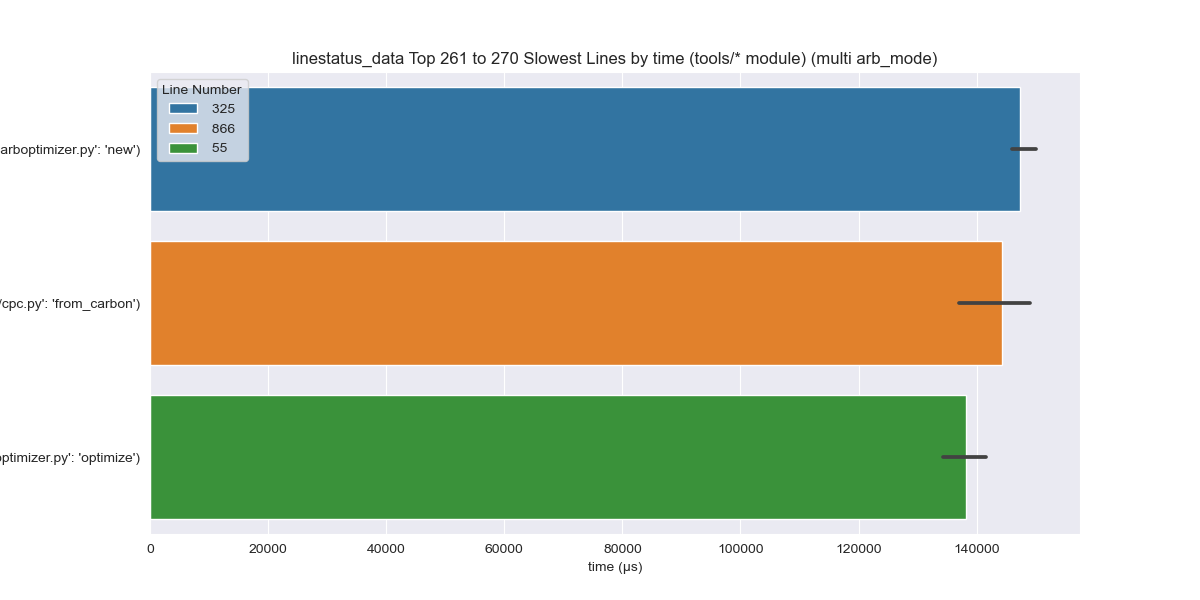 linestatus_data Top 261 to 270 Slowest Lines by time (tools/* module) (multi arb_mode)
Line Number
325
866
55
arboptimizer.py': 'new')
/cpc.py': 'from_carbon')
optimizer.py': 'optimize')
0 20000 40000 60000 80000 100000 120000 140000
time (µs)